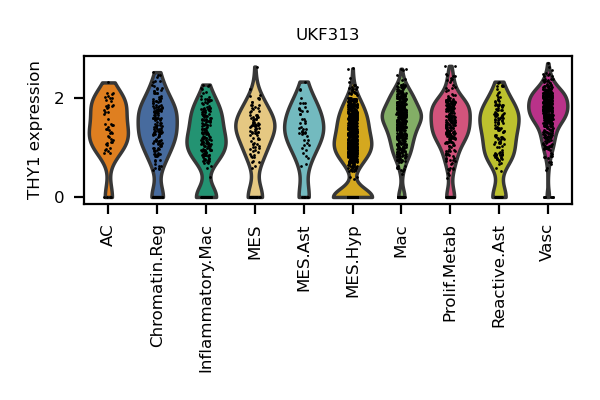 UKF313
THY1 expression
2
0
AC
Chromatin.Reg
Inflammatory.Mac
MES
MES.Ast
MES.Hyp
Mac
Prolif.Metab
Reactive.Ast
Vasc